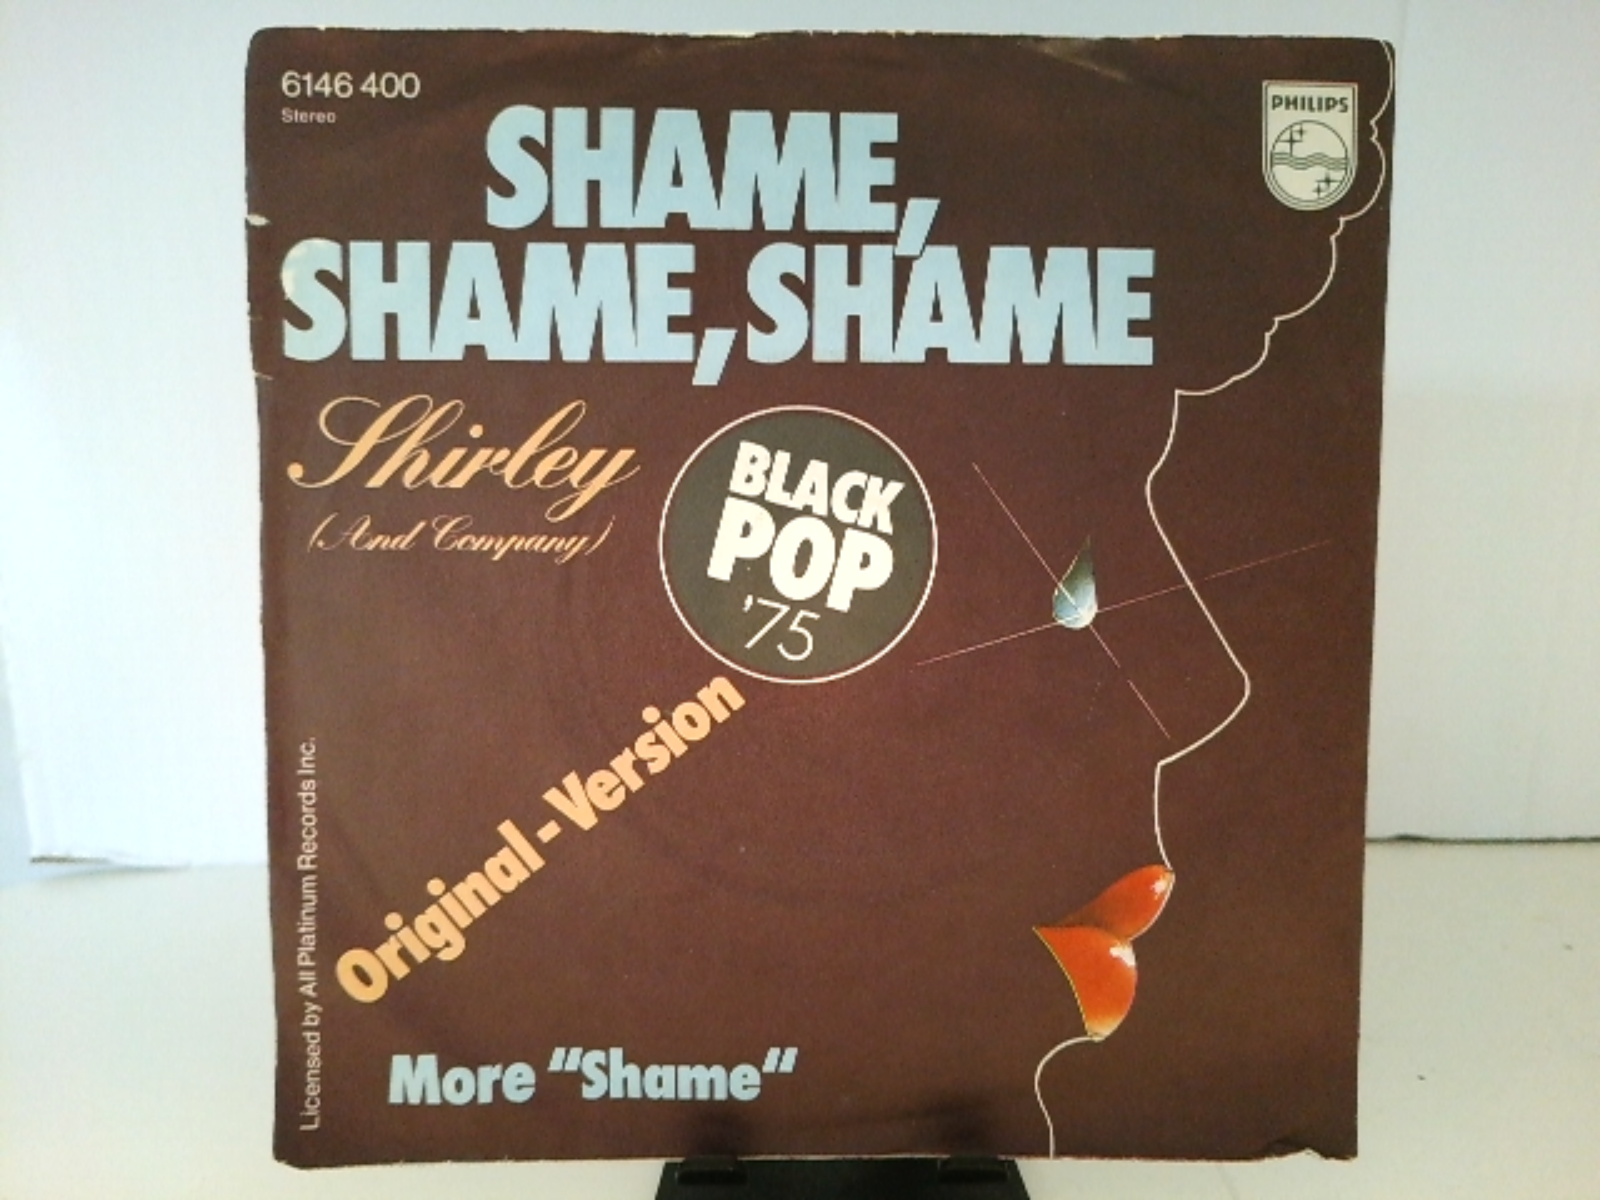 6146 400
Stereo
PHILIPS
SHAME,
SHAME, SHAME
Shirley
(And Company)
BLACK
POP
'75
Original-Version
Licensed by All Platinum Records Inc.
More “Shame“